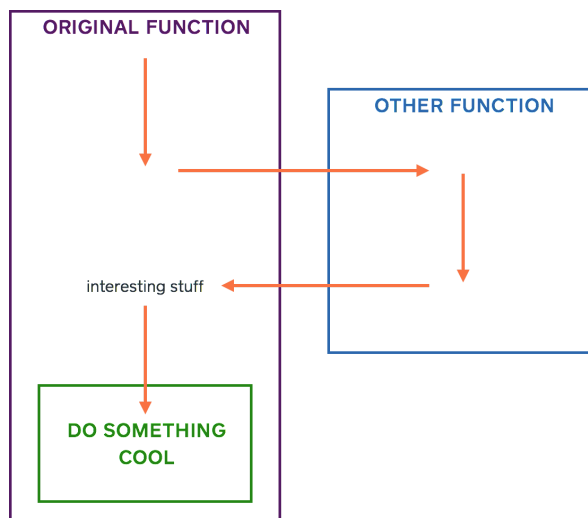 ORIGINAL FUNCTION
OTHER FUNCTION
interesting stuff
DO SOMETHING
COOL